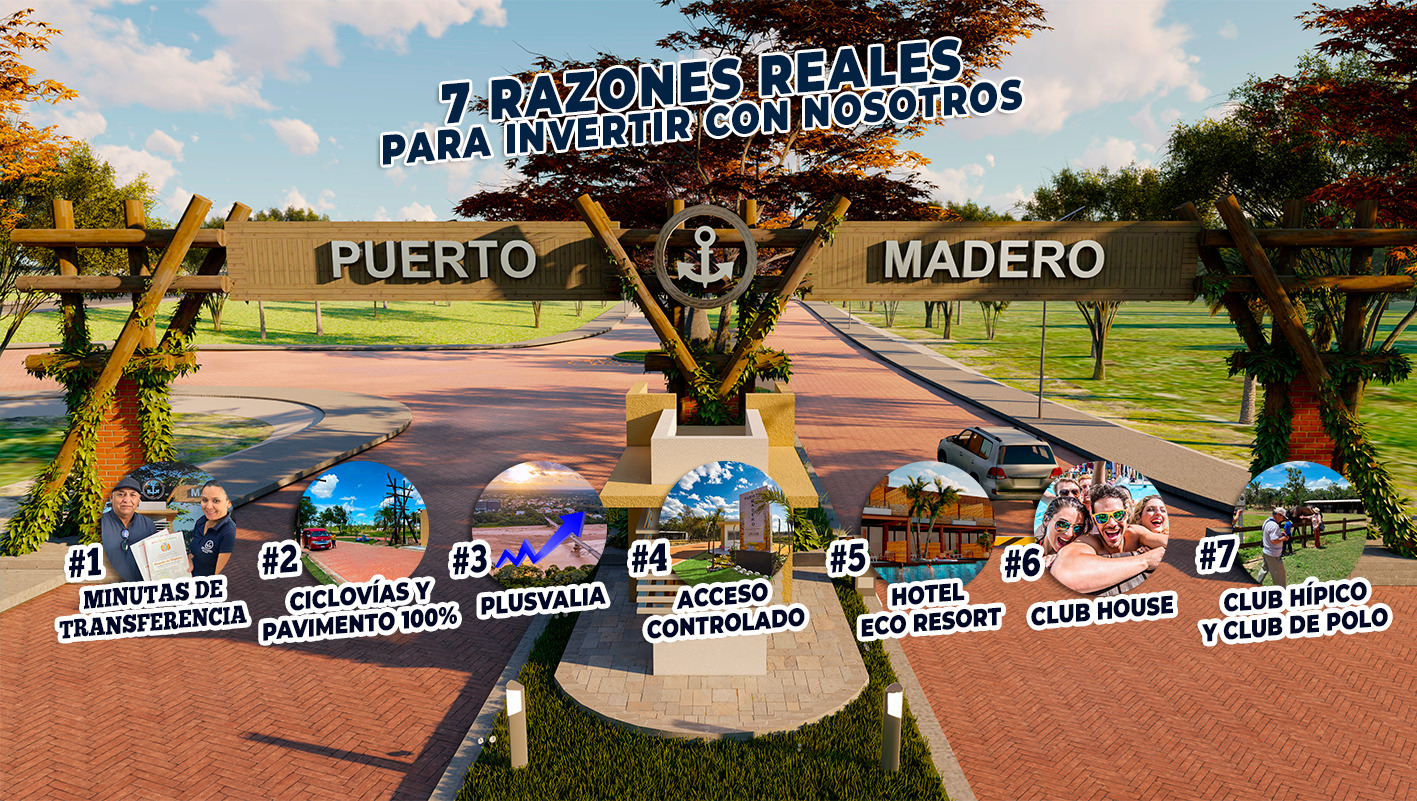 7 RAZONES REALES
PARA INVERTIR CON NOSOTROS
PUERTO MADERO
#1
MINUTAS DE
TRANSFERENCIA
#2
CICLOVÍAS Y
PAVIMENTO 100%
#3
PLUSVALIA
#4
ACCESO
CONTROLADO
#5
HOTEL
ECO RESORT
#6
CLUB HOUSE
#7
CLUB HÍPICO
Y CLUB DE POLO